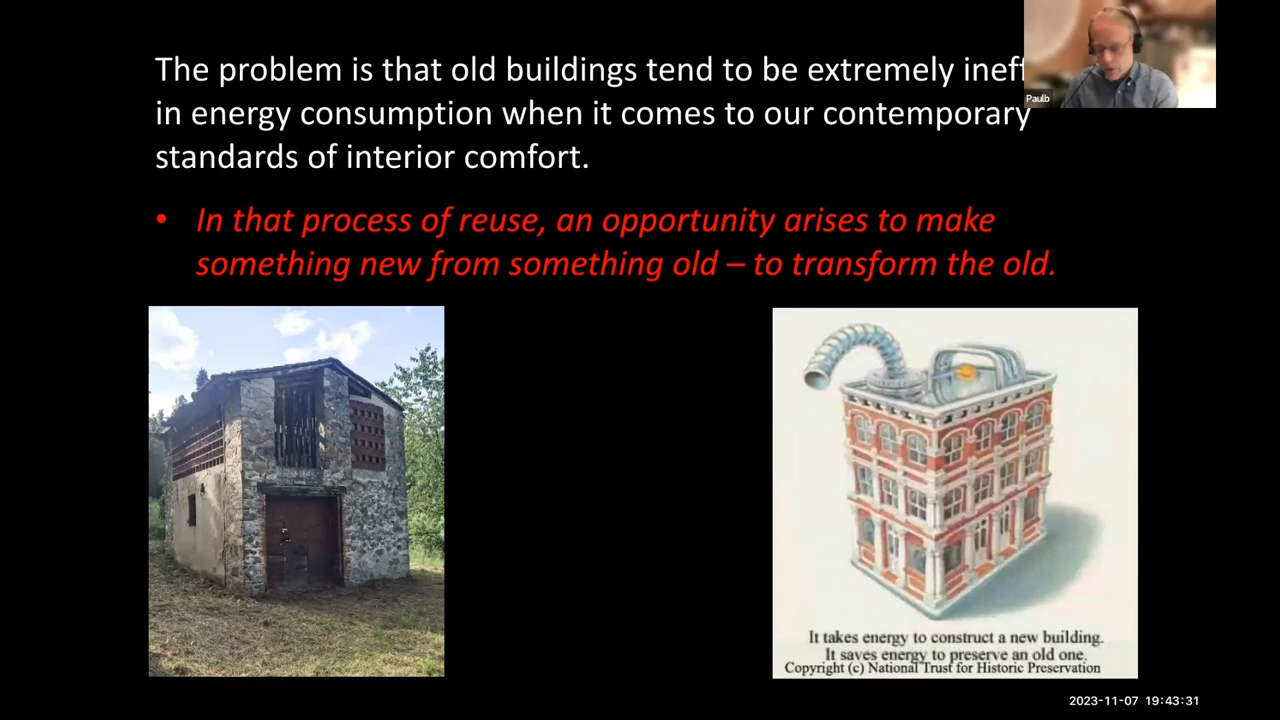 The problem is that old buildings tend to be extremely
in energy consumption when it comes to our contemporary
standards of interior comfort.
• In that process of reuse, an opportunity arises to make
something new from something old – to transform the old.
Paulb
It takes energy to construct a new building.
It saves energy to preserve an old one.
Copyright (c) National Trust for Historic Preservation
2023-11-07 19:43:31